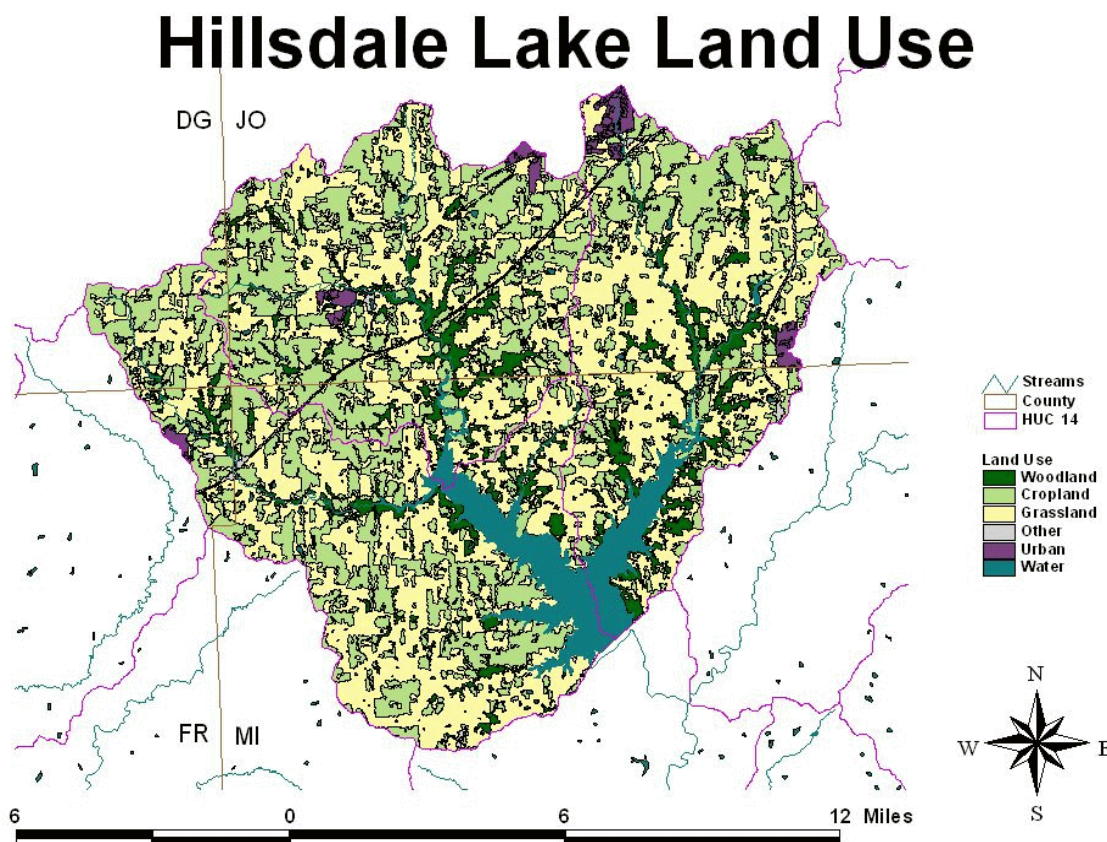 Hillsdale Lake Land Use
DG JO
Streams
County
HUC 14
Land Use
Woodland
Cropland
Grassland
Other
Urban
Water
FR MI
N
W E
S
6 0 6 12 Miles